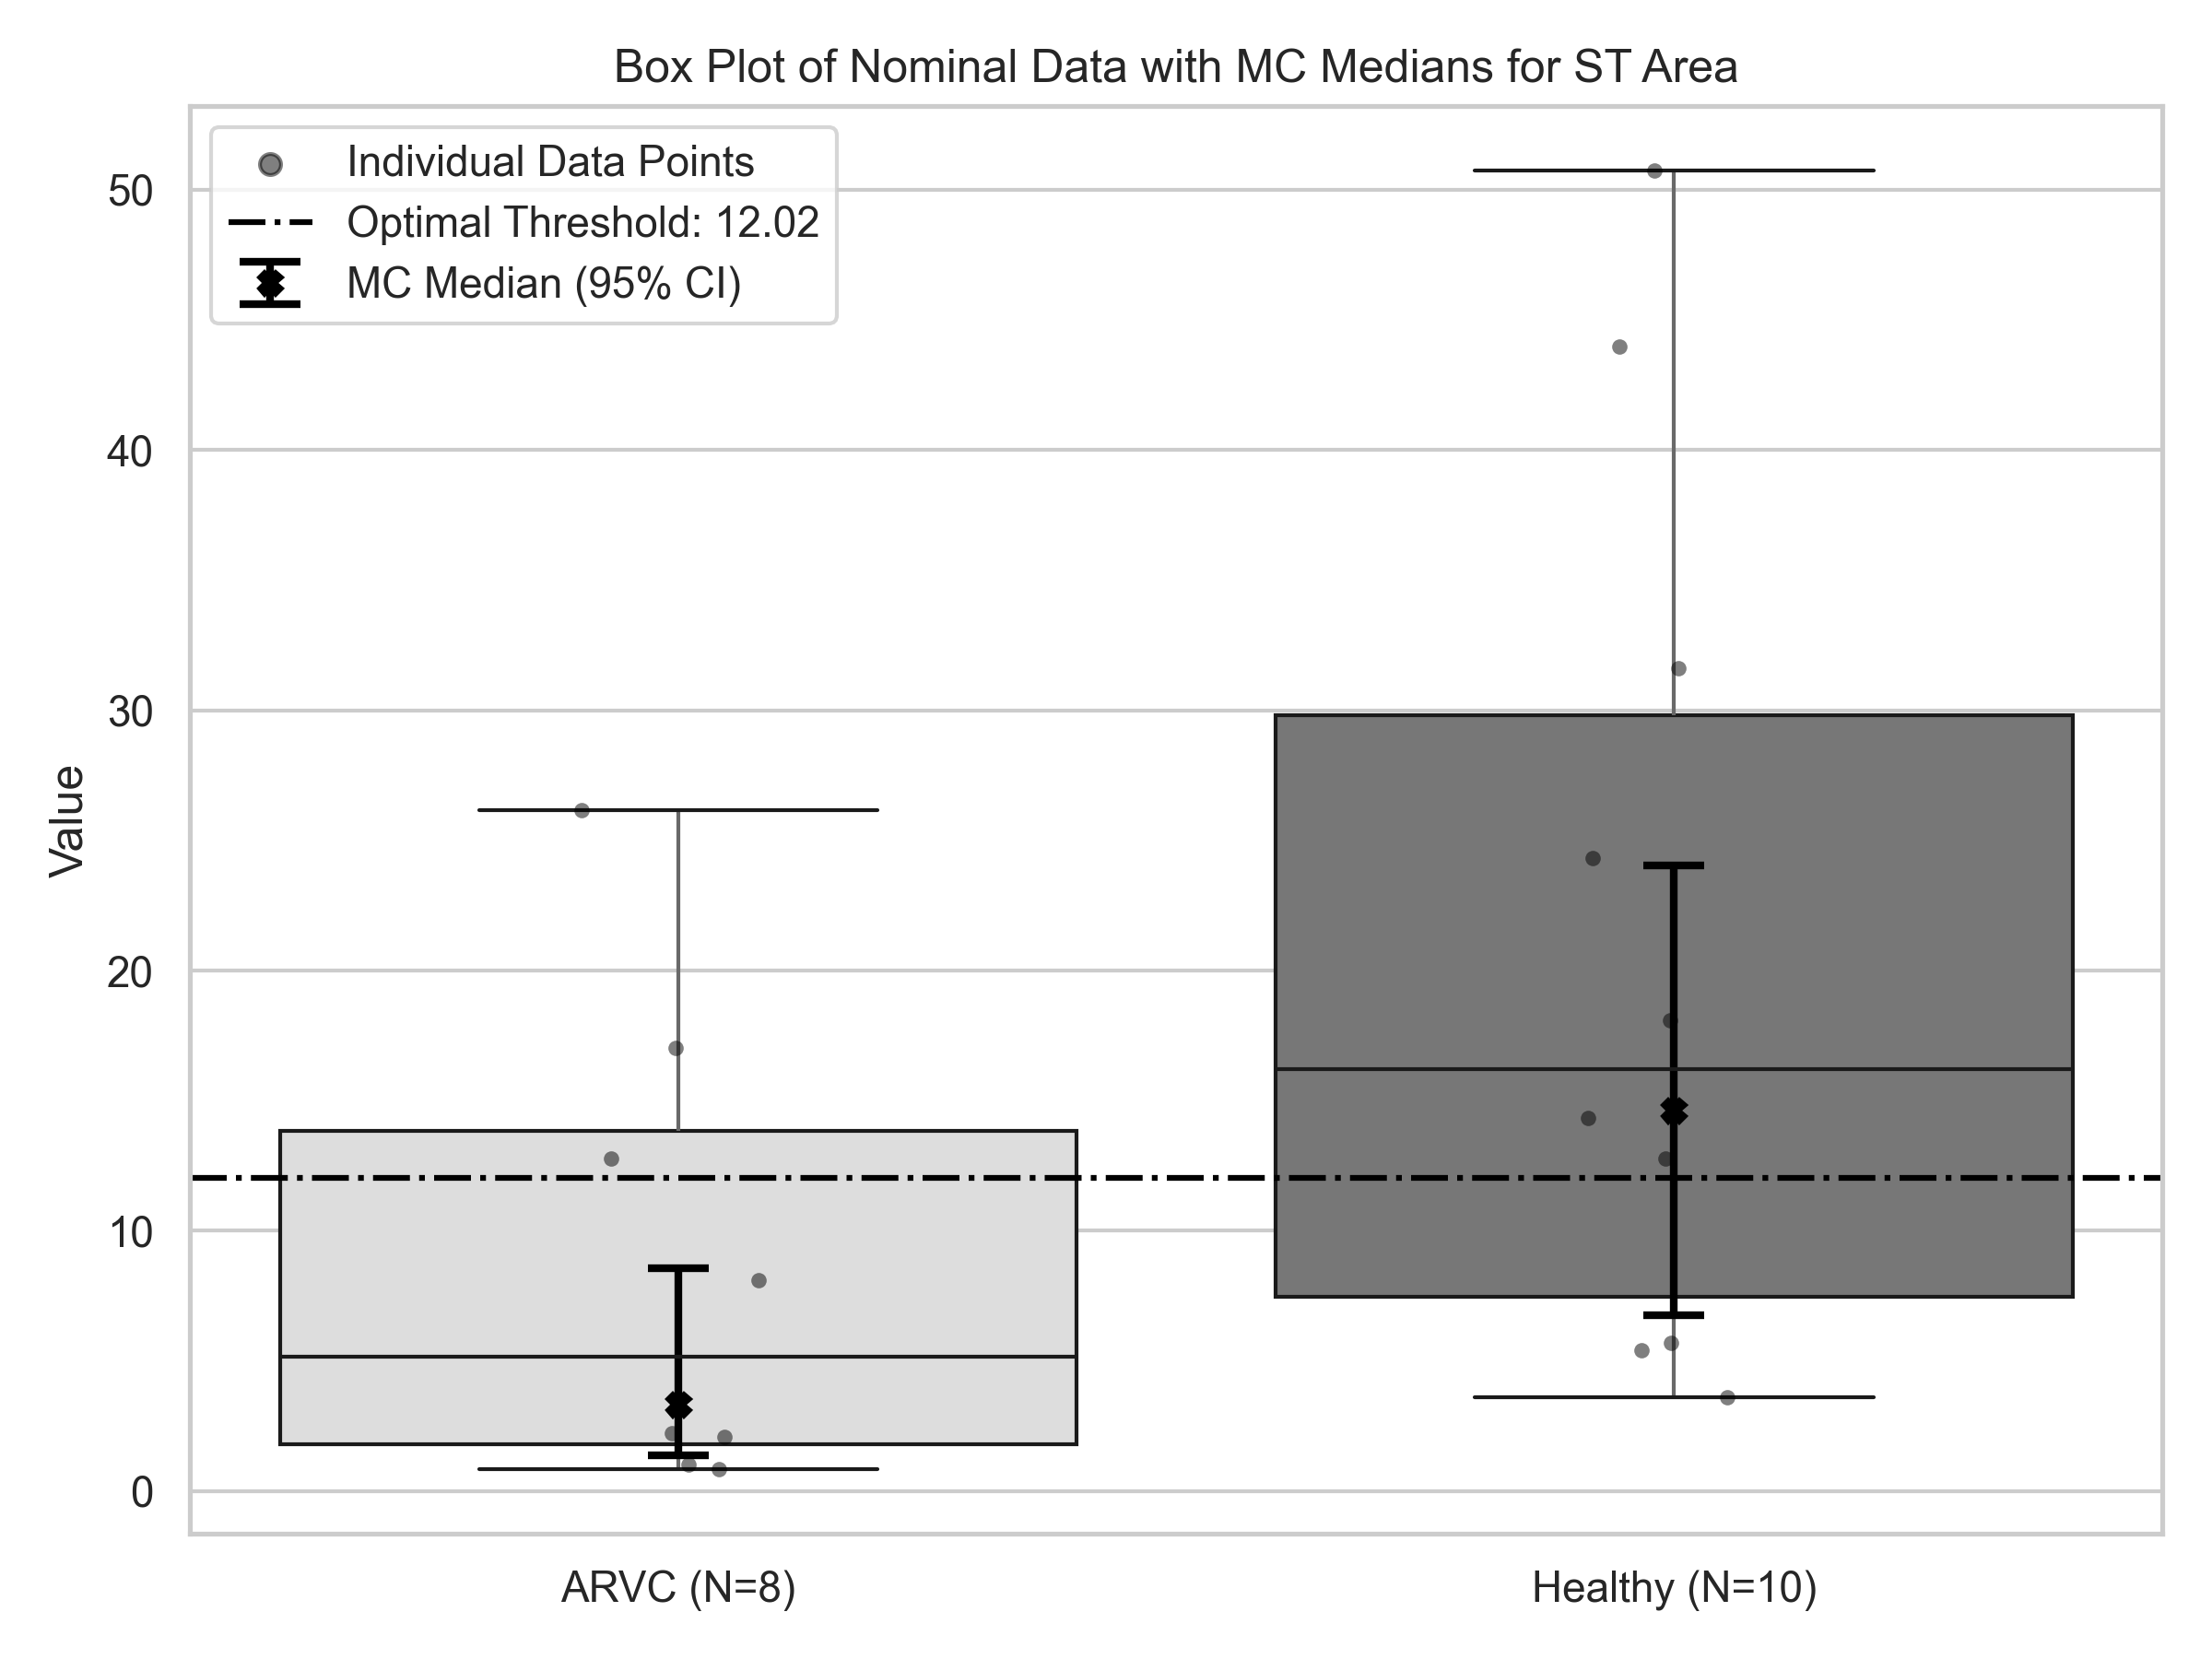 Box Plot of Nominal Data with MC Medians for ST Area
Individual Data Points
Optimal Threshold: 12.02
MC Median (95% CI)
50
40
30
20
10
0
Value
ARVC (N=8)
Healthy (N=10)